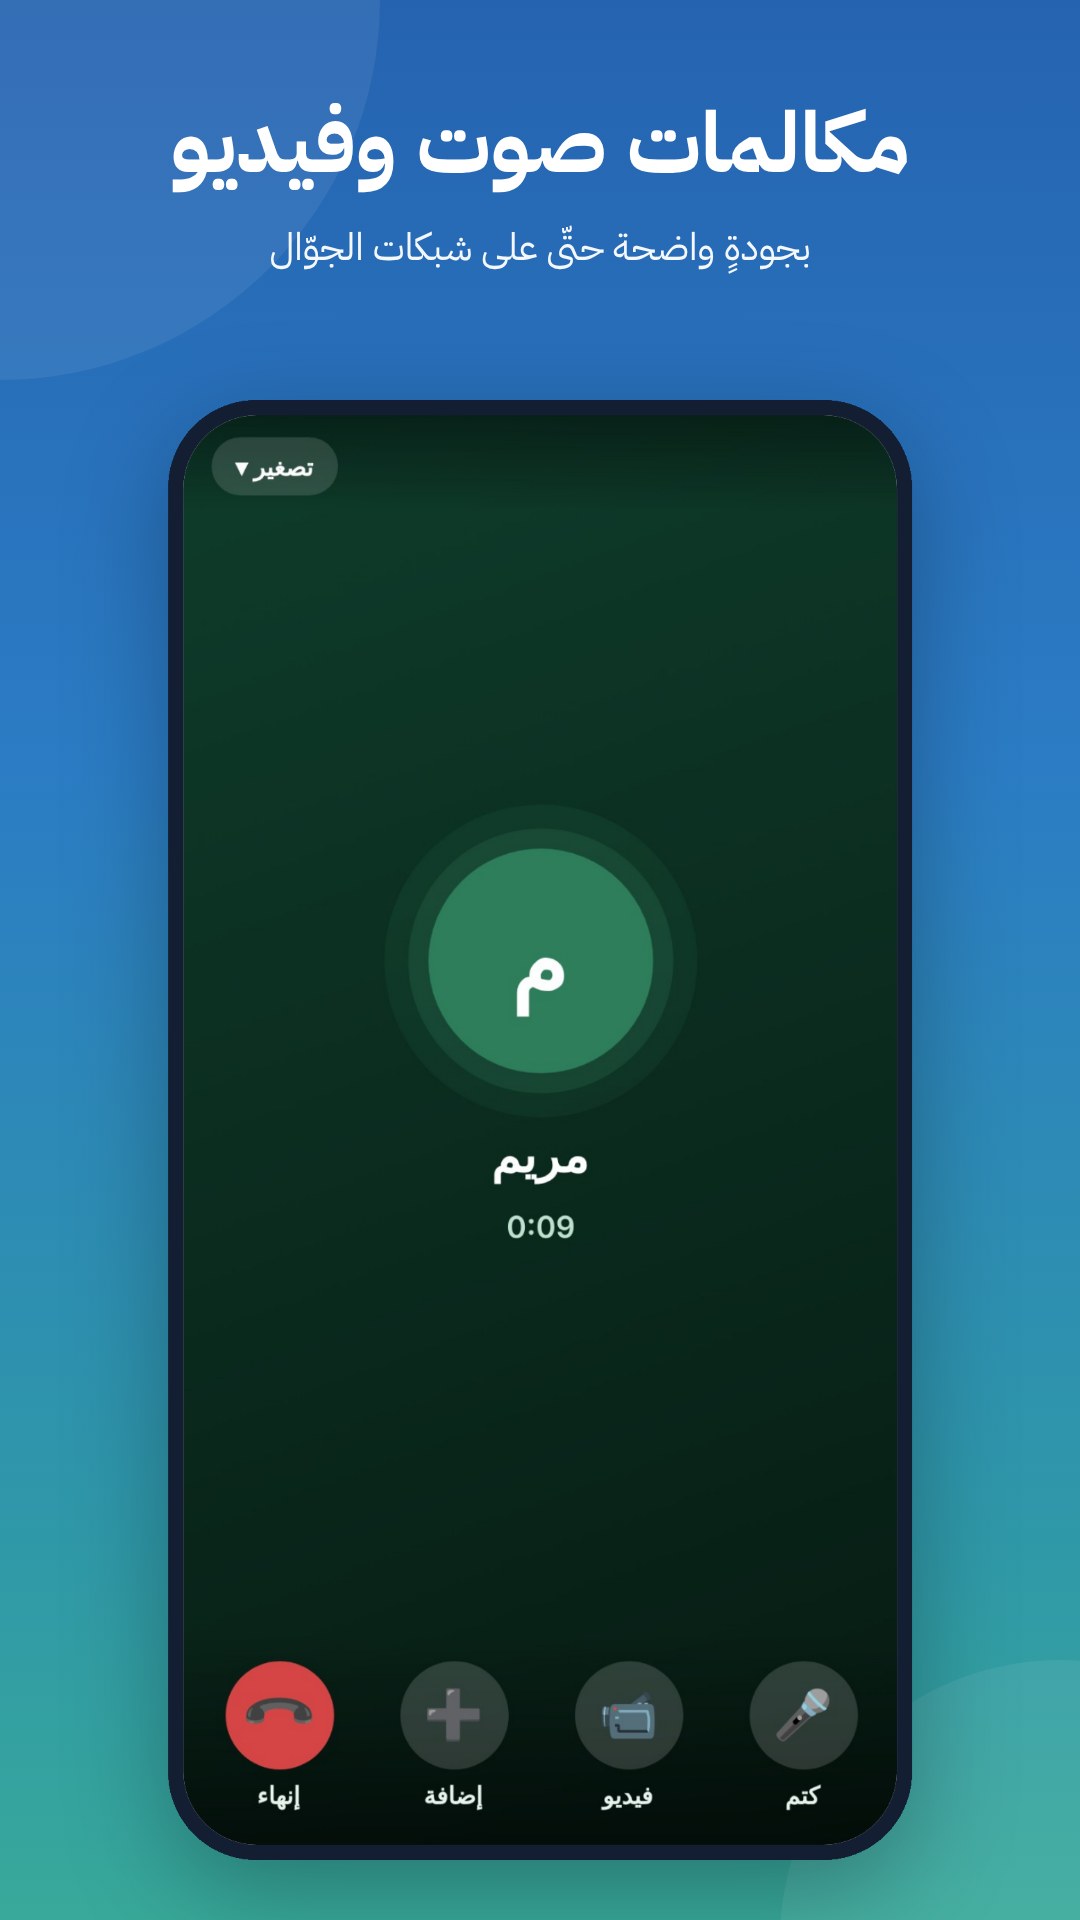 مكالمات صوت وفيديو
بجودةٍ واضحة حتّى على شبكات الجوّال
تصغير ▾
م
مريم
0:09
كتم
فيديو
إضافة
إنهاء